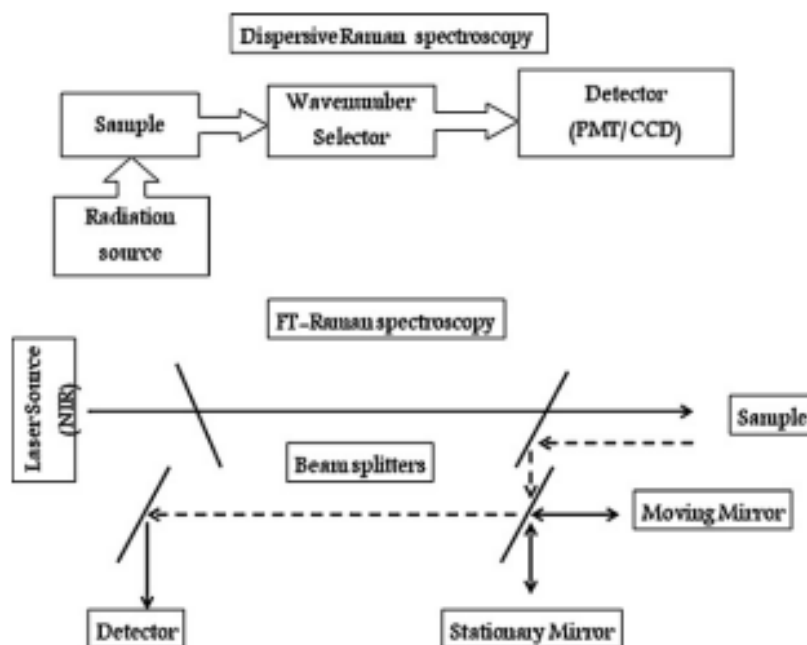 Dispersive Raman spectroscopy
Sample
Wavenumber
Selector
Detector
(PMT/ CCD)
Radiation
source
FT-Raman spectroscopy
Laser Source
(NIR)
Sample
Beam splitters
Moving Mirror
Detector
Stationary Mirror